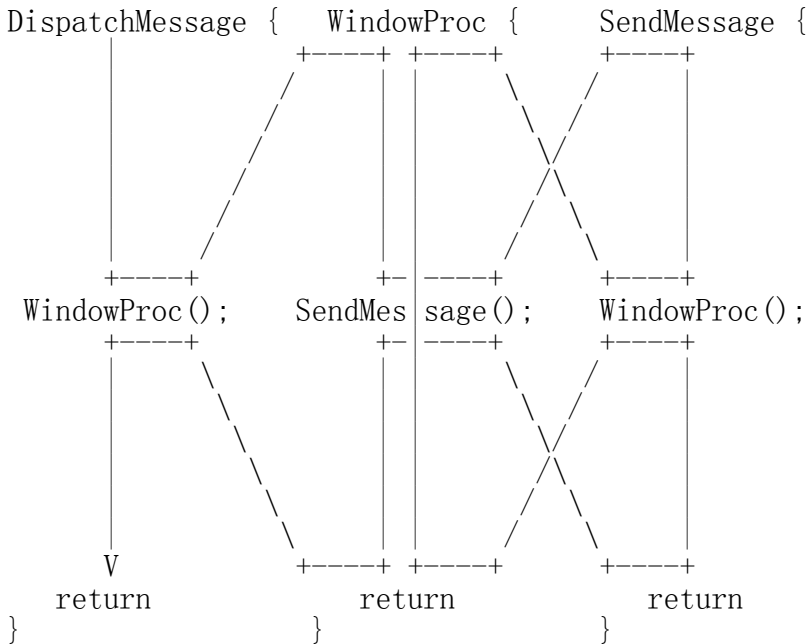 DispatchMessage { WindowProc { SendMessage {
WindowProc(); SendMes sage(); WindowProc();
V
return return return
} } }